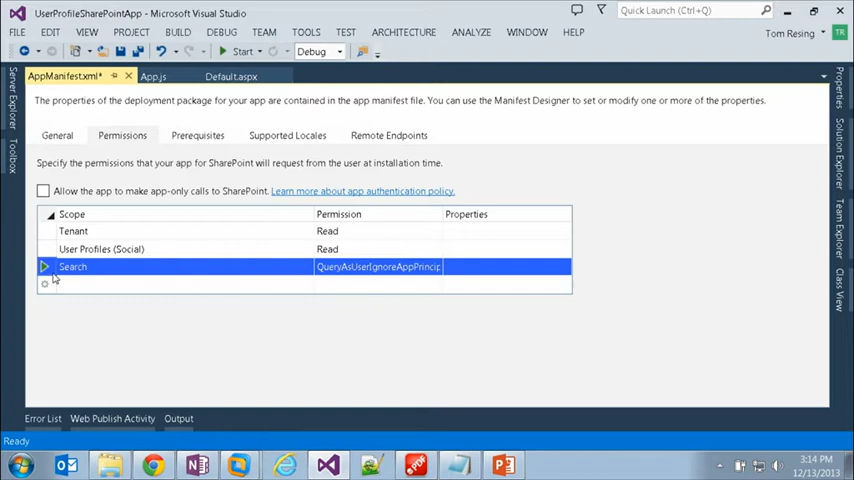 UserProfileSharePointApp - Microsoft Visual Studio
Quick Launch (Ctrl+Q)
FILE EDIT VIEW PROJECT BUILD DEBUG TEAM TOOLS TEST ARCHITECTURE ANALYZE WINDOW HELP
Tom Resing TR
Start Debug
AppManifest.xml* App.js Default.aspx
The properties of the deployment package for your app are contained in the app manifest file. You can use the Manifest Designer to set or modify one or more of the properties.
General Permissions Prerequisites Supported Locales Remote Endpoints
Specify the permissions that your app for SharePoint will request from the user at installation time.
Allow the app to make app-only calls to SharePoint. Learn more about app authentication policy.
Scope Permission Properties
Tenant Read
User Profiles (Social) Read
Search QueryAsUserIgnoreAppPrincip
Server Explorer
Toolbox
Properties
Solution Explorer
Team Explorer
Class View
Error List Web Publish Activity Output
Ready
3:14 PM
12/13/2013